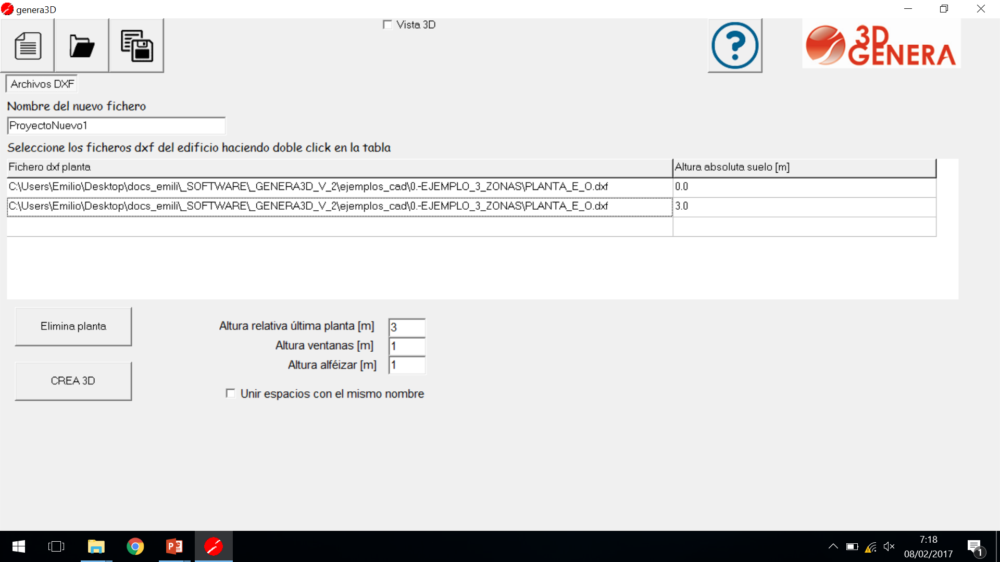 genera3D
Vista 3D
3D
GENERA
Archivos DXF
Nombre del nuevo fichero
ProyectoNuevo1
Seleccione los ficheros dxf del edificio haciendo doble click en la tabla
Fichero dxf planta Altura absoluta suelo [m]
C:\Users\Emilio\Desktop\docs_emili\_SOFTWARE\_GENERA3D_V_2\ejemplos_cad\0.-EJEMPLO_3_ZONAS\PLANTA_E_O.dxf 0.0
C:\Users\Emilio\Desktop\docs_emili\_SOFTWARE\_GENERA3D_V_2\ejemplos_cad\0.-EJEMPLO_3_ZONAS\PLANTA_E_O.dxf 3.0
Elimina planta
Altura relativa última planta [m] 3
Altura ventanas [m] 1
Altura alféizar [m] 1
CREA 3D
Unir espacios con el mismo nombre
7:18
08/02/2017
1